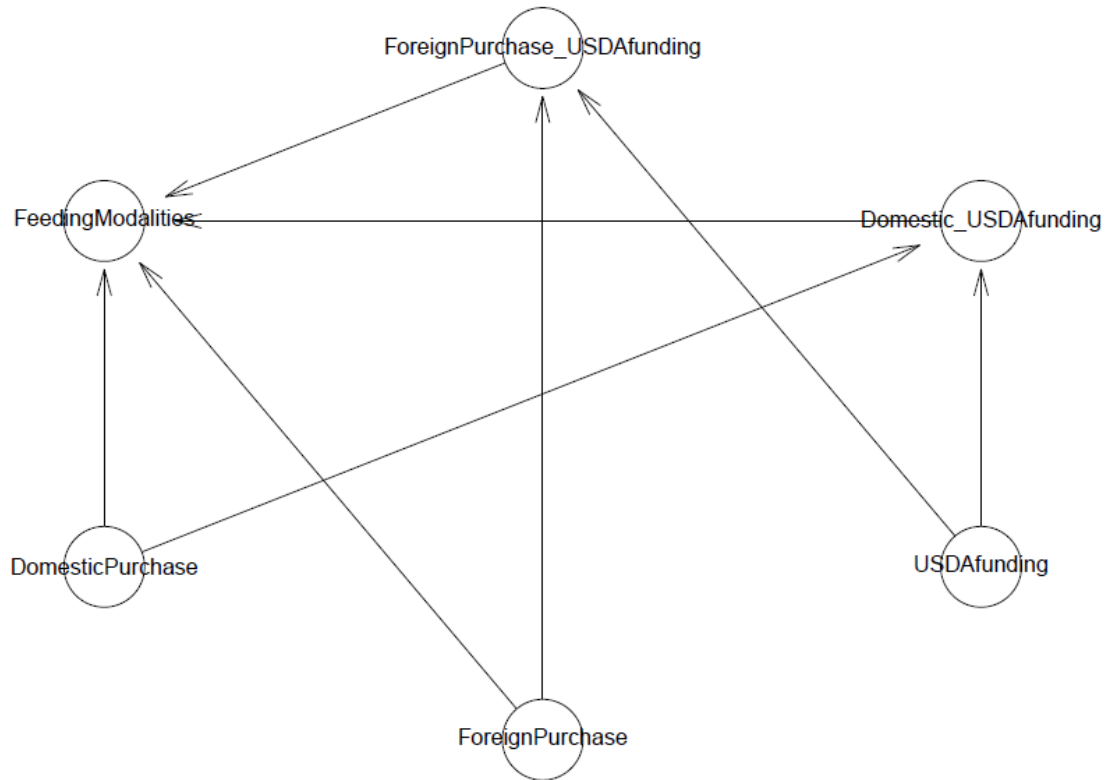 ForeignPurchase_USDAfunding
FeedingModalities
Domestic_USDAfunding
DomesticPurchase
USDAfunding
ForeignPurchase